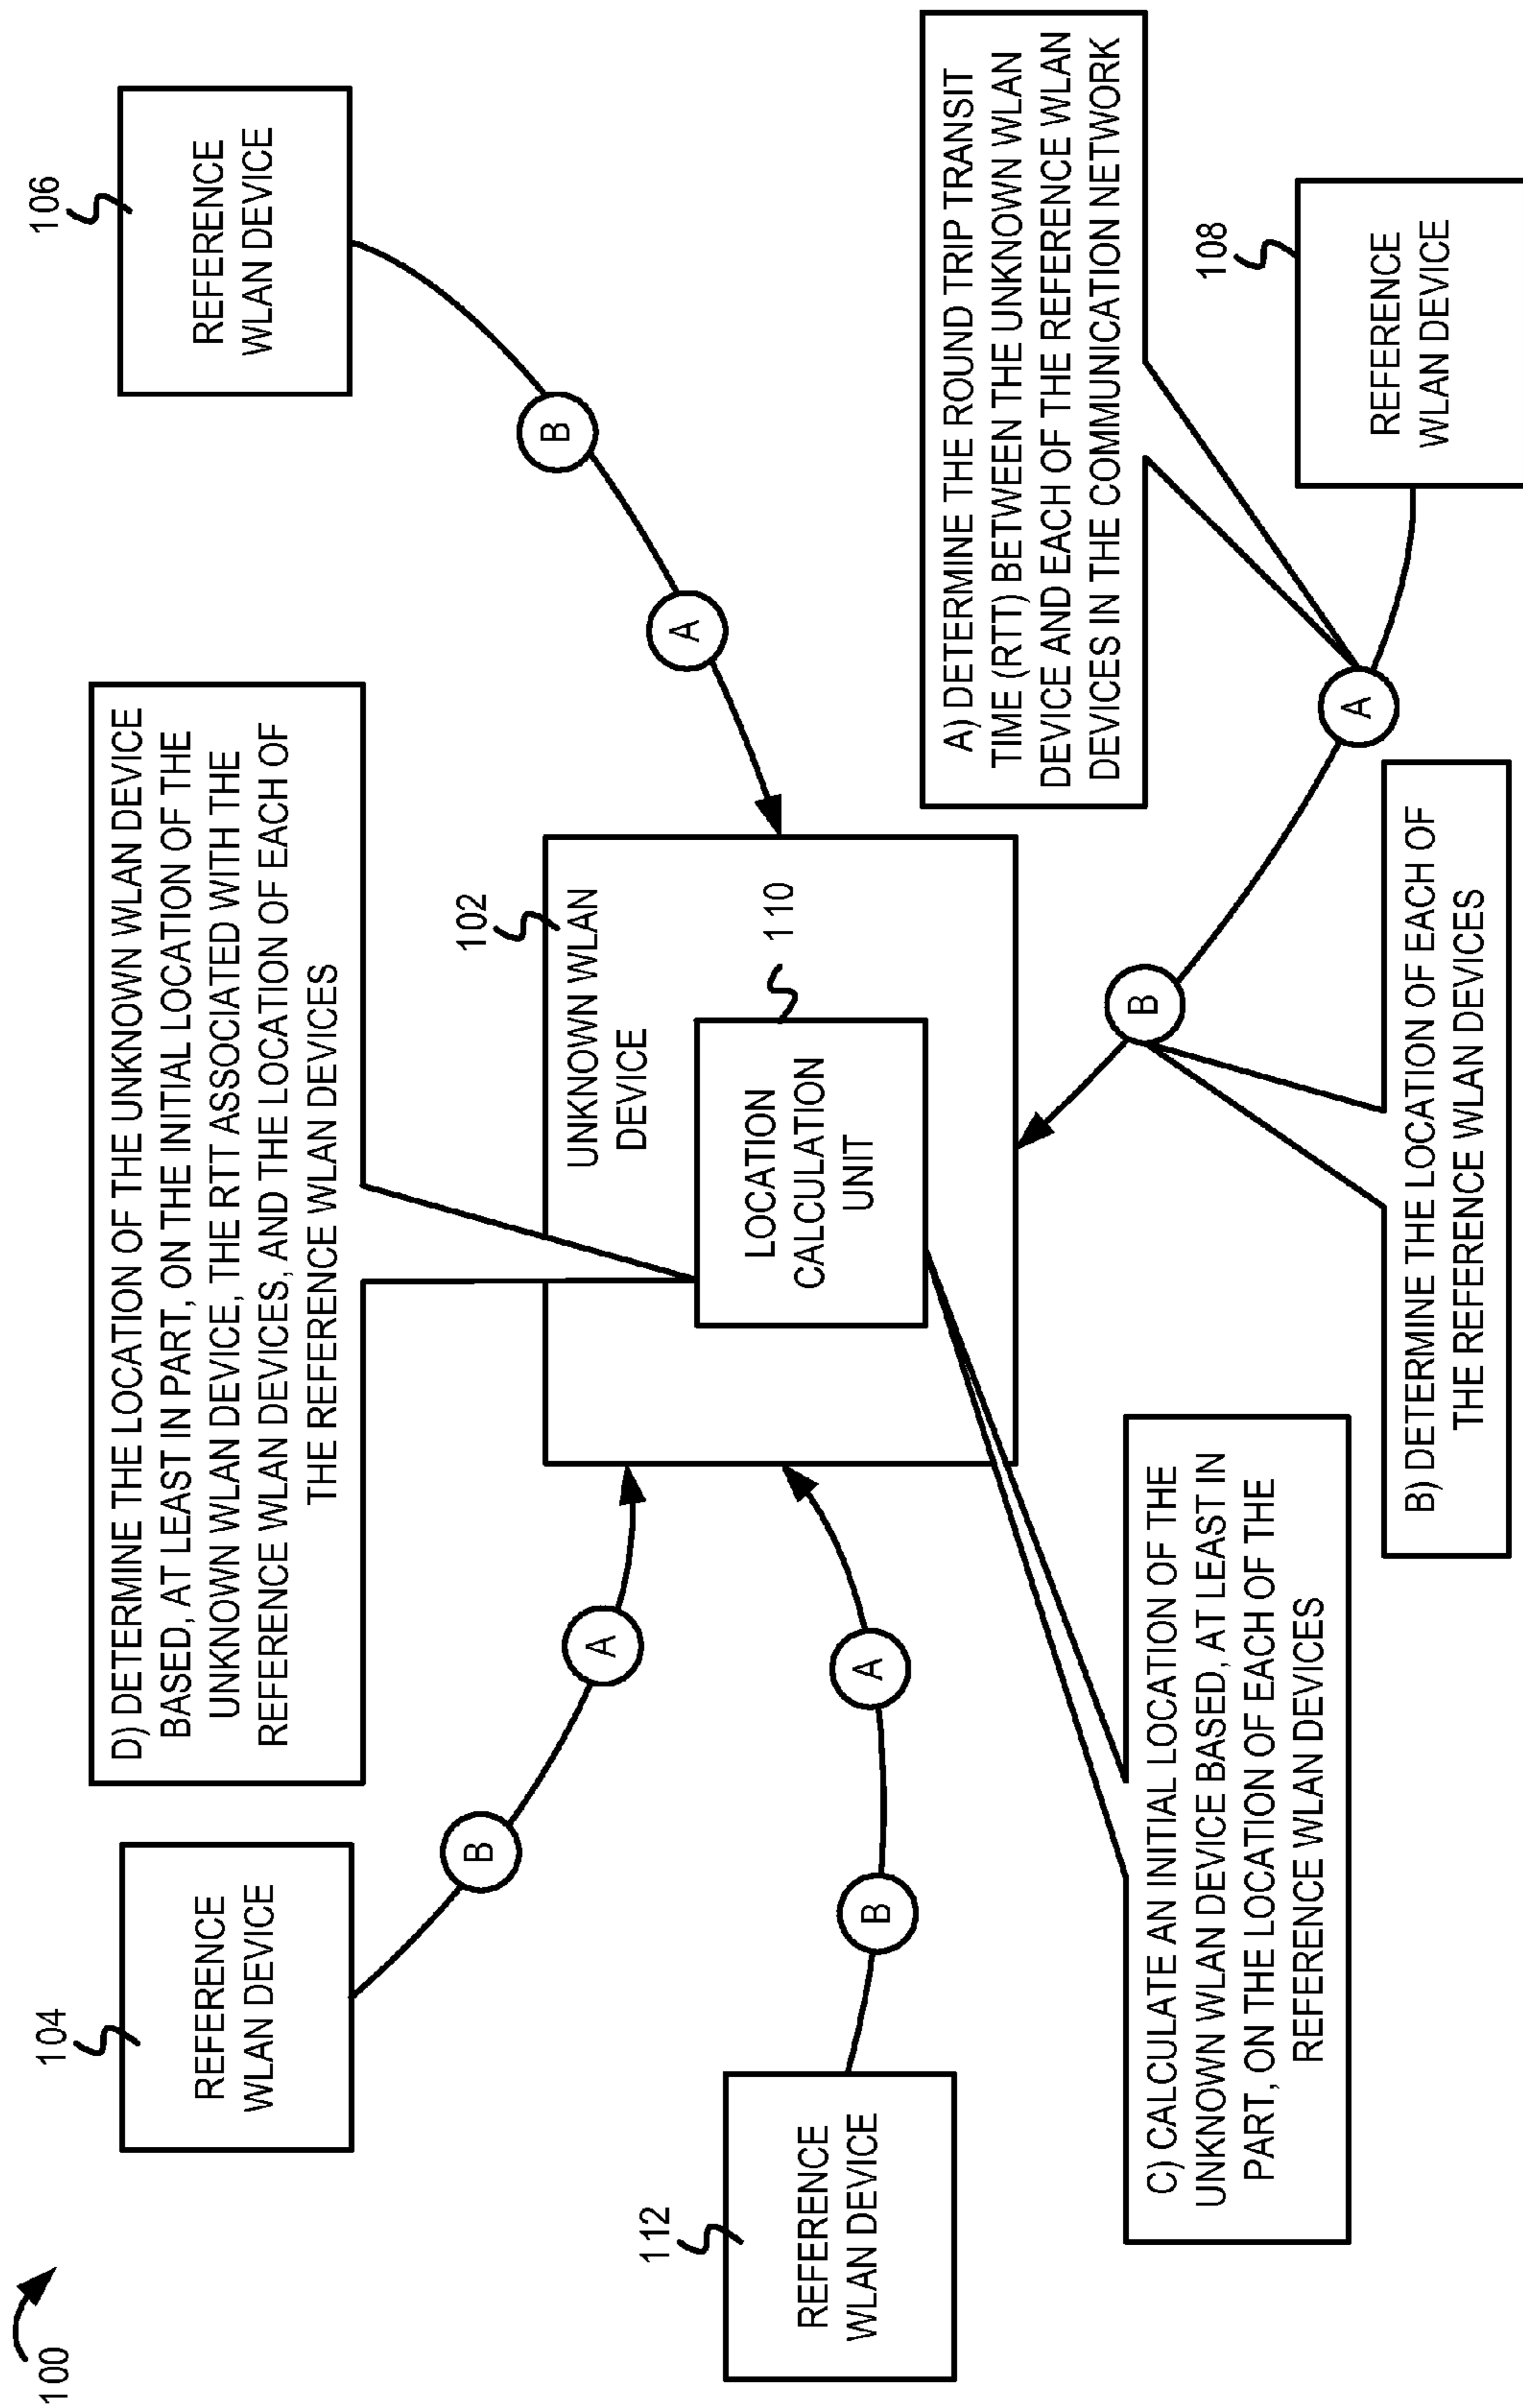 100
104
REFERENCE
WLAN DEVICE
D) DETERMINE THE LOCATION OF THE UNKNOWN WLAN DEVICE
BASED, AT LEAST IN PART, ON THE INITIAL LOCATION OF THE
UNKNOWN WLAN DEVICE, THE RTT ASSOCIATED WITH THE
REFERENCE WLAN DEVICES, AND THE LOCATION OF EACH OF
THE REFERENCE WLAN DEVICES
106
REFERENCE
WLAN DEVICE
B
A
B
A
102
UNKNOWN WLAN
DEVICE
110
LOCATION
CALCULATION
UNIT
112
REFERENCE
WLAN DEVICE
B
A
A) DETERMINE THE ROUND TRIP TRANSIT
TIME (RTT) BETWEEN THE UNKNOWN WLAN
DEVICE AND EACH OF THE REFERENCE WLAN
DEVICES IN THE COMMUNICATION NETWORK
C) CALCULATE AN INITIAL LOCATION OF THE
UNKNOWN WLAN DEVICE BASED, AT LEAST IN
PART, ON THE LOCATION OF EACH OF THE
REFERENCE WLAN DEVICES
B
A
108
REFERENCE
WLAN DEVICE
B) DETERMINE THE LOCATION OF EACH OF
THE REFERENCE WLAN DEVICES